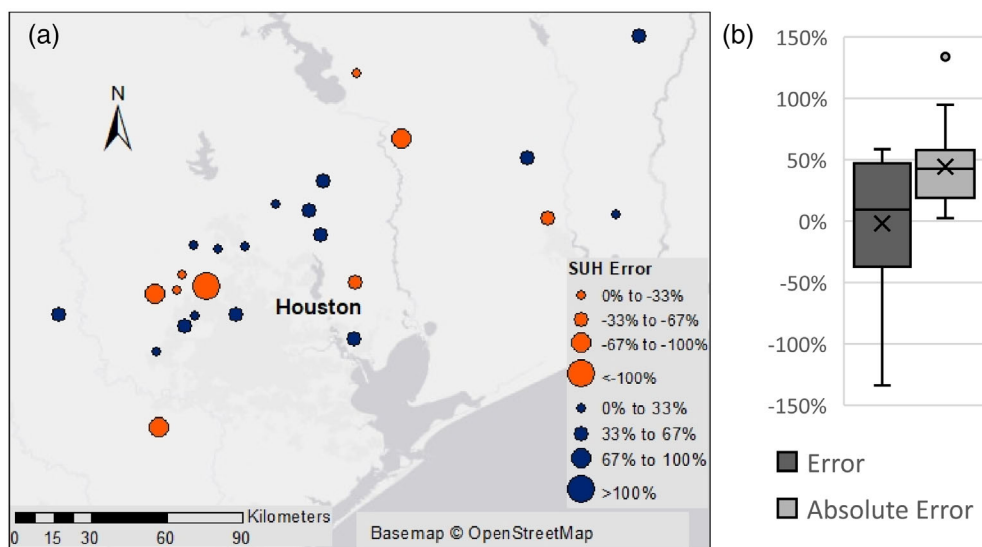 (a)
N
Houston
SUH Error
0% to -33%
-33% to -67%
-67% to -100%
<-100%
0% to 33%
33% to 67%
67% to 100%
>100%
Kilometers
0 15 30 60 90
Basemap © OpenStreetMap
(b)
150%
100%
50%
0%
-50%
-100%
-150%
Error
Absolute Error